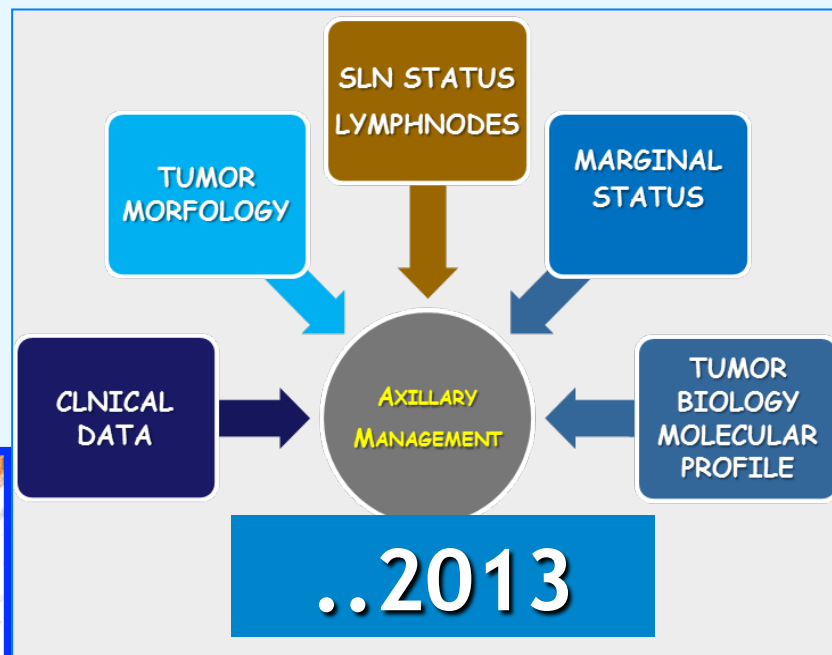 SLN STATUS
LYMPHNODES
TUMOR
MORFOLOGY
MARGINAL
STATUS
CLNICAL
DATA
AXILLARY
MANAGEMENT
TUMOR
BIOLOGY
MOLECULAR
PROFILE
..2013